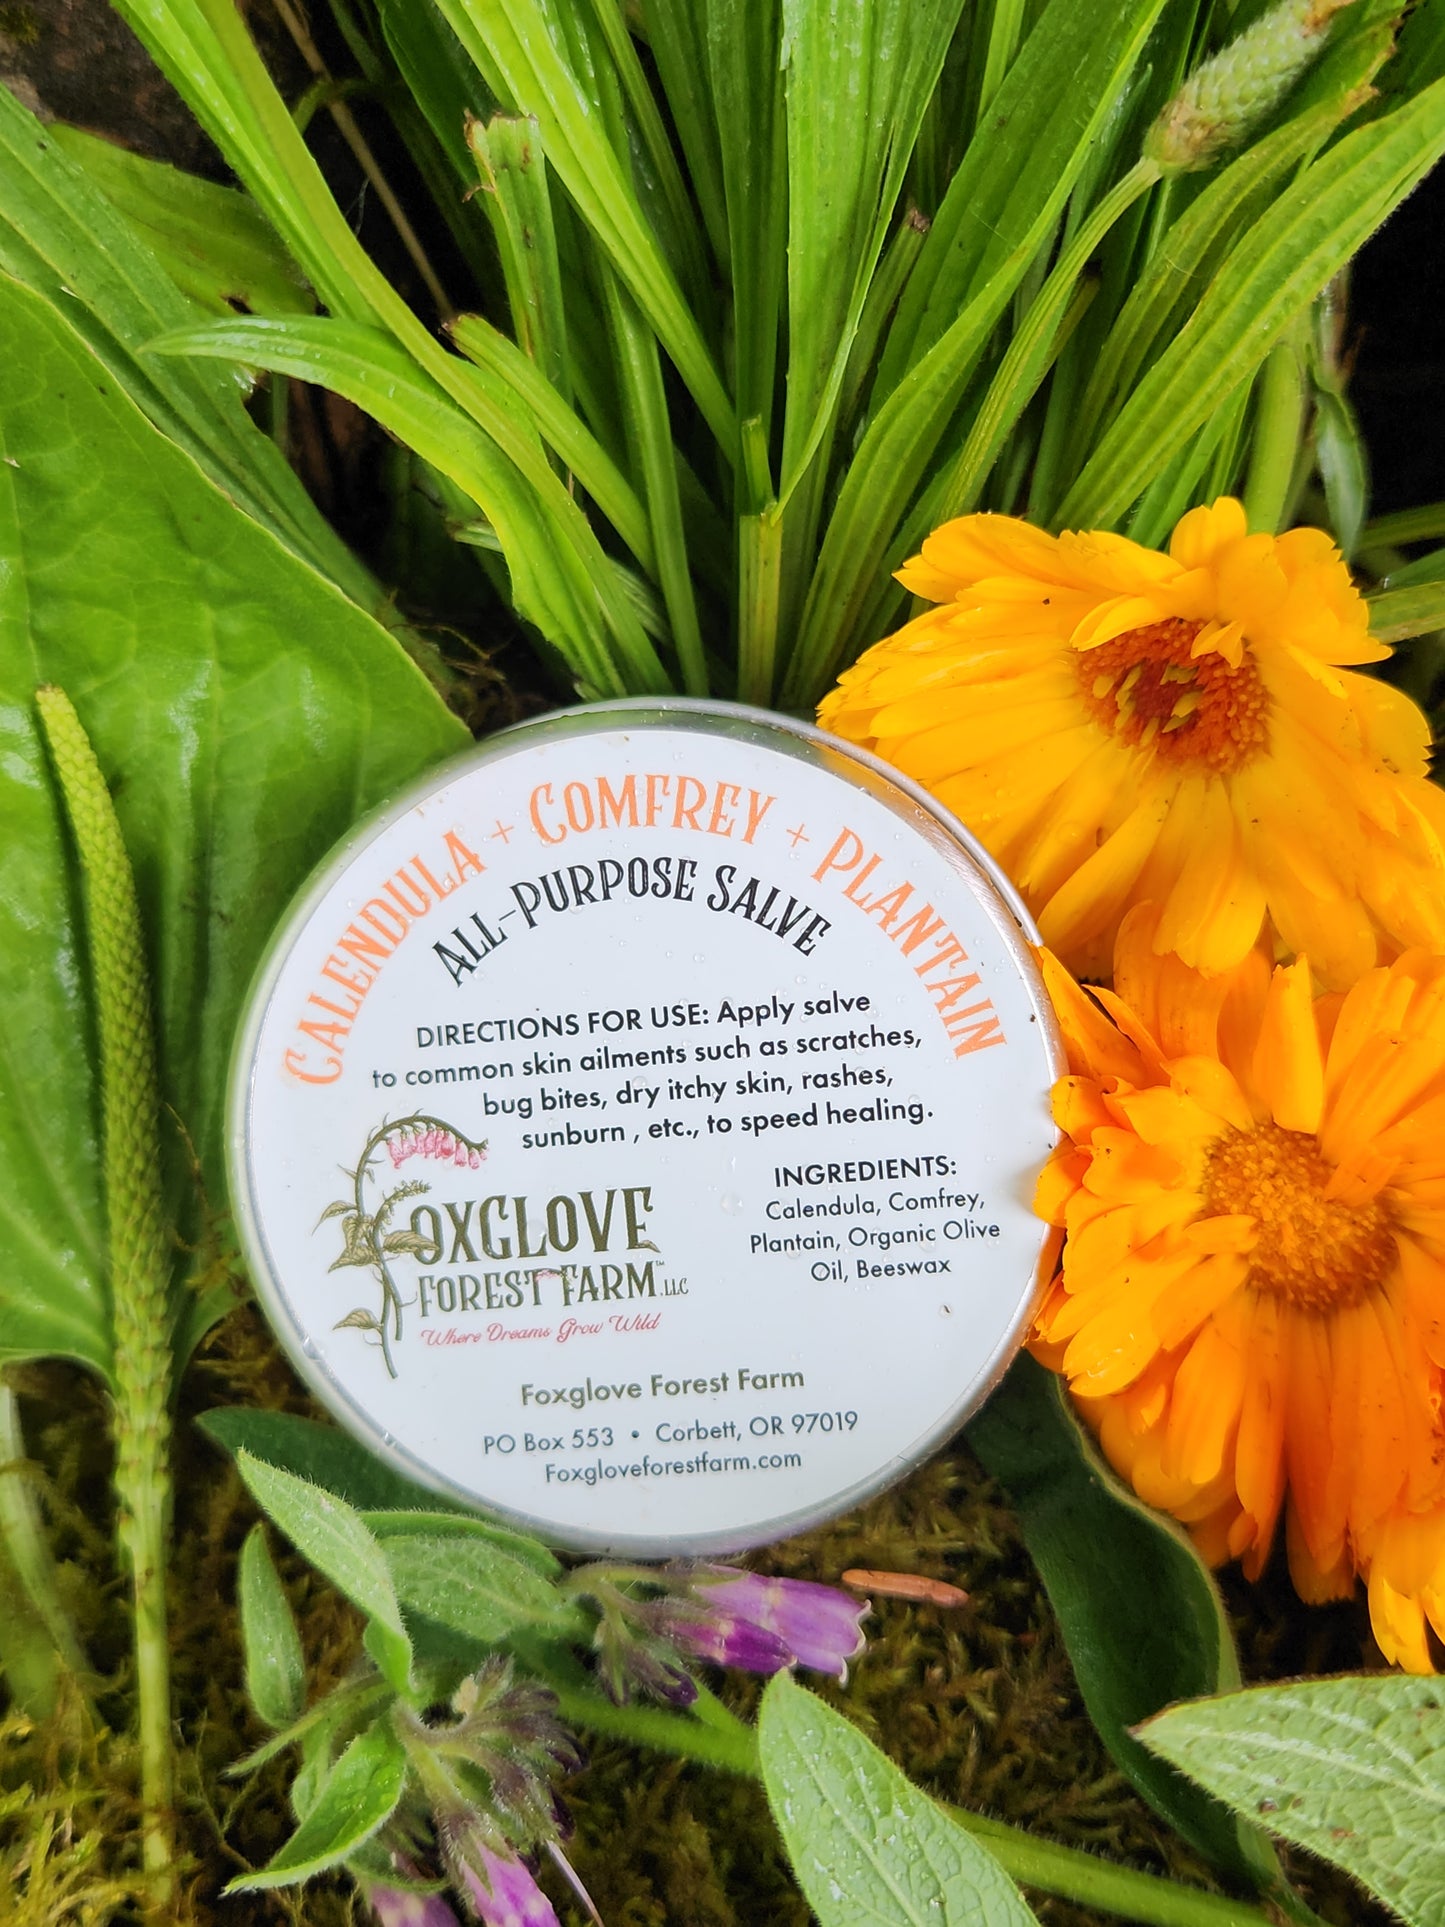 CALENDULA + COMFREY + PLANTAIN
ALL-PURPOSE SALVE
DIRECTIONS FOR USE: Apply salve
to common skin ailments such as scratches,
bug bites, dry itchy skin, rashes,
sunburn , etc., to speed healing.
INGREDIENTS:
Calendula, Comfrey,
Plantain, Organic Olive
Oil, Beeswax
FOXGLOVE
FOREST FARM™, LLC
Where Dreams Grow Wild
Foxglove Forest Farm
PO Box 553 • Corbett, OR 97019
Foxgloveforestfarm.com